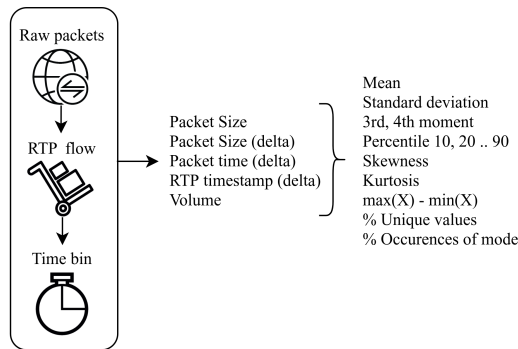 Raw packets
RTP flow
Time bin
Packet Size
Packet Size (delta)
Packet time (delta)
RTP timestamp (delta)
Volume
Mean
Standard deviation
3rd, 4th moment
Percentile 10, 20 .. 90
Skewness
Kurtosis
max(X) - min(X)
% Unique values
% Occurences of mode